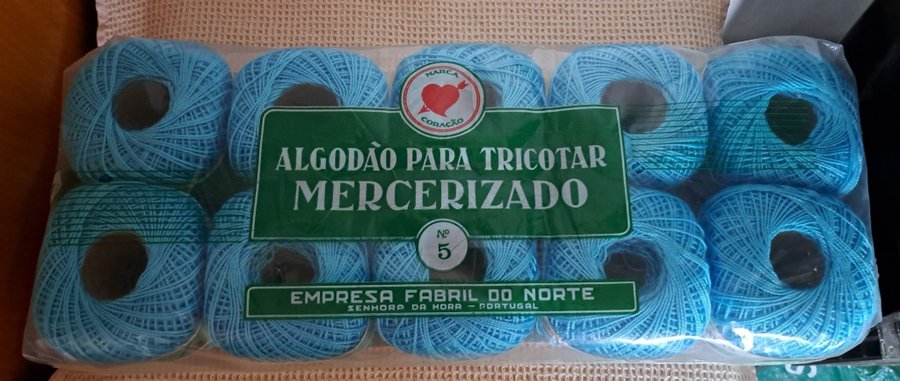 MARCA
CORAÇÃO
ALGODÃO PARA TRICOTAR
MERCERIZADO
Nº
5
EMPRESA FABRIL DO NORTE
SENHORA DA HORA – PORTUGAL
S